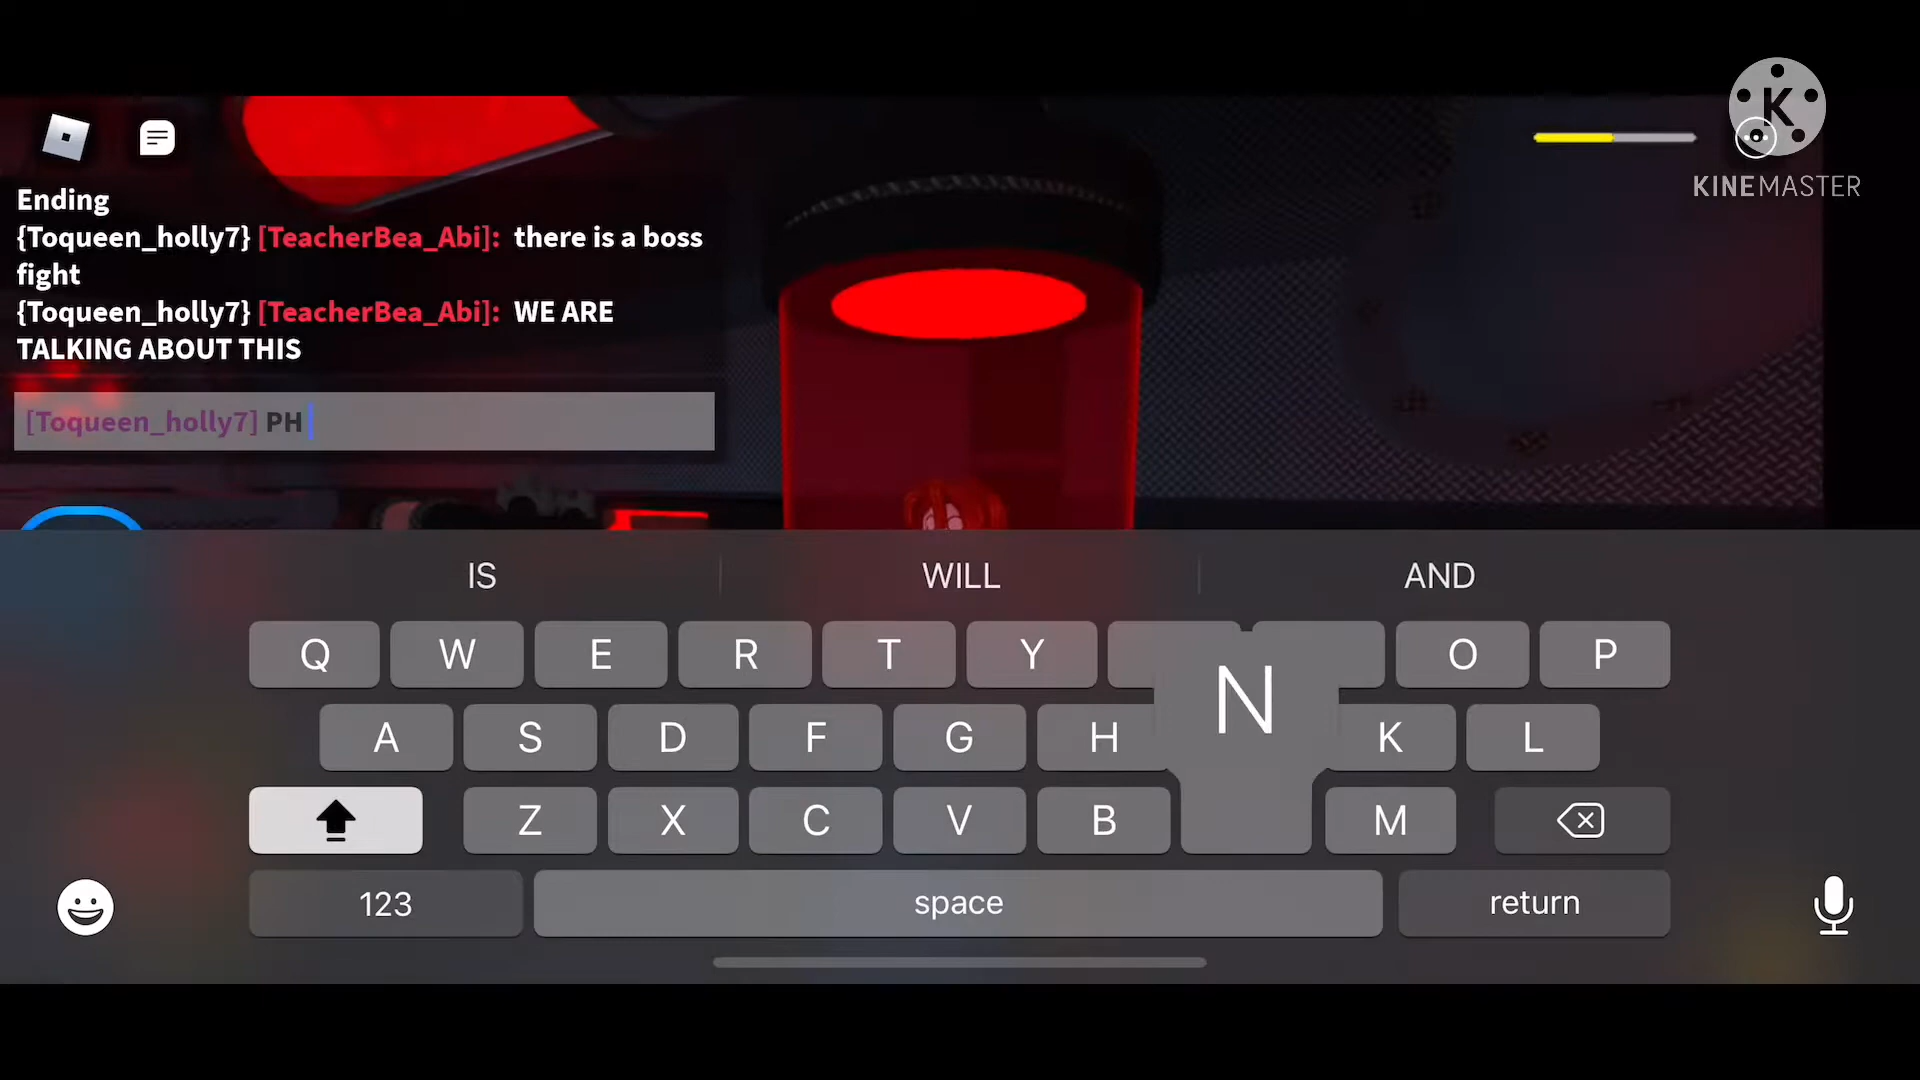 K
KINEMASTER
Ending
{Toqueen_holly7} [TeacherBea_Abi]: there is a boss
fight
{Toqueen_holly7} [TeacherBea_Abi]: WE ARE
TALKING ABOUT THIS
[Toqueen_holly7] PH
IS WILL AND
Q W E R T Y O P
N
A S D F G H K L
Z X C V B M
123 space return